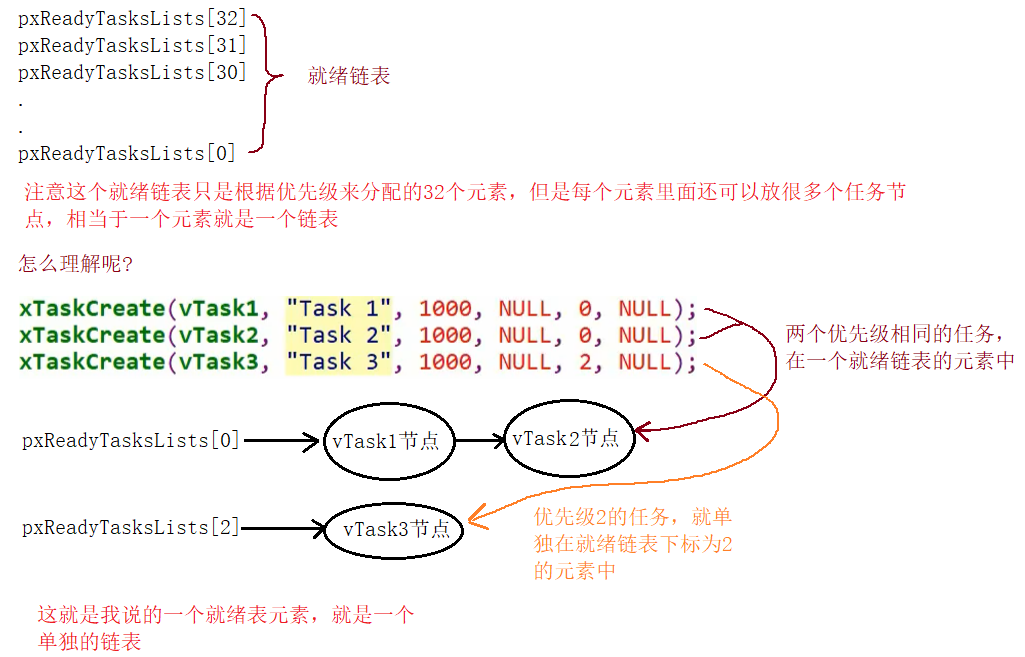 pxReadyTasksLists[32]
pxReadyTasksLists[31]
pxReadyTasksLists[30]
.
.
pxReadyTasksLists[0]
就绪链表
注意这个就绪链表只是根据优先级来分配的32个元素，但是每个元素里面还可以放很多个任务节
点，相当于一个元素就是一个链表
怎么理解呢?
xTaskCreate(vTask1, "Task 1", 1000, NULL, 0, NULL);
xTaskCreate(vTask2, "Task 2", 1000, NULL, 0, NULL);
xTaskCreate(vTask3, "Task 3", 1000, NULL, 2, NULL);
两个优先级相同的任务，
在一个就绪链表的元素中
pxReadyTasksLists[0]
vTask1节点
vTask2节点
pxReadyTasksLists[2]
vTask3节点
优先级2的任务，就单
独在就绪链表下标为2
的元素中
这就是我说的一个就绪表元素，就是一个
单独的链表